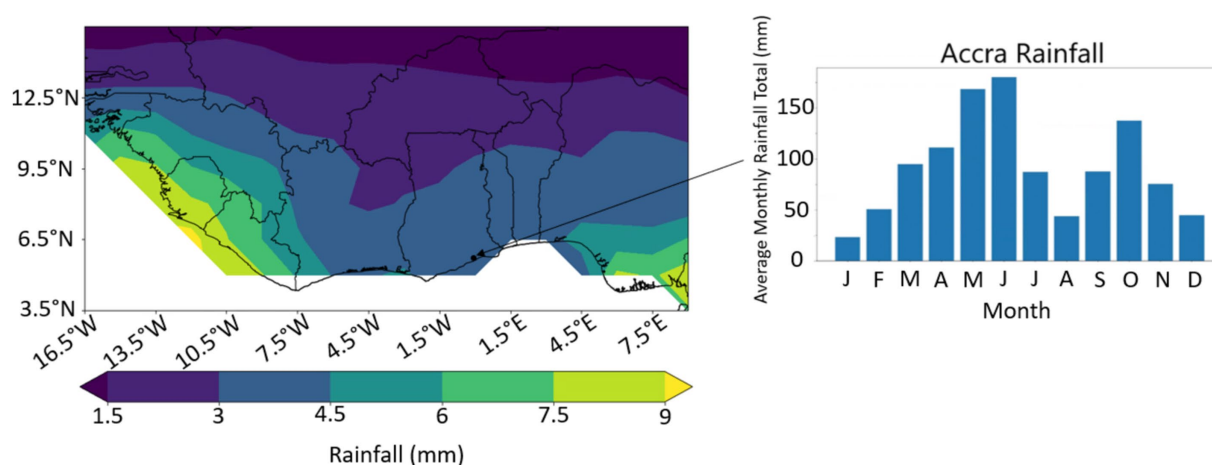 12.5°N
9.5°N
6.5°N
3.5°N
16.5°W
13.5°W
10.5°W
7.5°W
4.5°W
1.5°W
1.5°E
4.5°E
7.5°E
1.5
3
4.5
6
7.5
9
Rainfall (mm)
Accra Rainfall
Average Monthly Rainfall Total (mm)
150
100
50
0
J F M A M J J A S O N D
Month